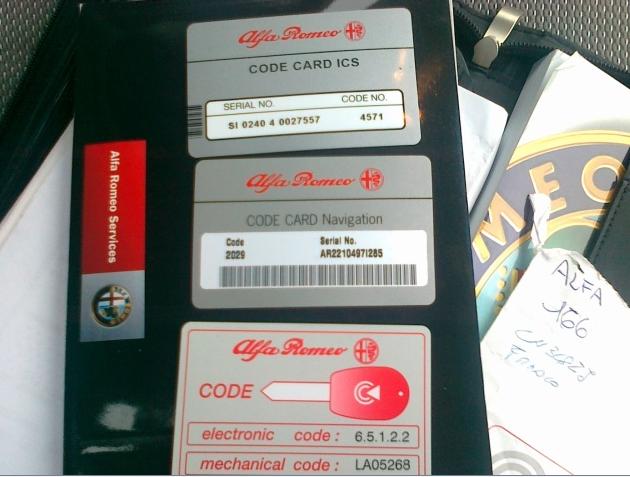 Alfa Romeo
CODE CARD ICS
SERIAL NO. CODE NO.
SI 0240 4 0027557 4571
Alfa Romeo
CODE CARD Navigation
Code Serial No.
2029 AR2210497I285
Alfa Romeo
CODE
electronic code: 6.5.1.2.2
mechanical code: LA05268
Alfa Romeo Services
MEO
ALFA
166